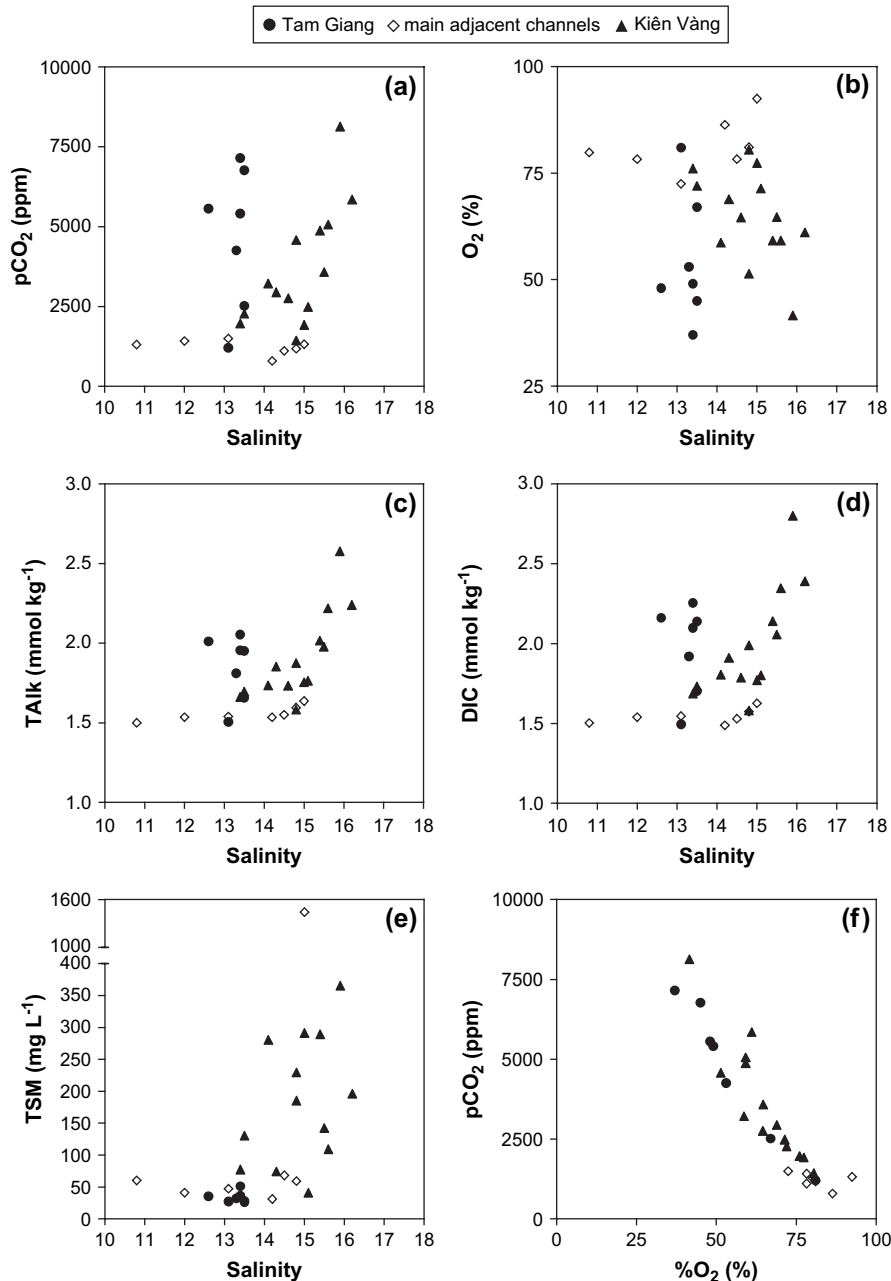 ● Tam Giang ◇ main adjacent channels ▲ Kiên Vàng
(a)
10000
7500
5000
2500
0
pCO₂ (ppm)
10 11 12 13 14 15 16 17 18
Salinity
(b)
100
75
50
25
O₂ (%)
10 11 12 13 14 15 16 17 18
Salinity
(c)
3.0
2.5
2.0
1.5
1.0
TAlk (mmol kg⁻¹)
10 11 12 13 14 15 16 17 18
Salinity
(d)
3.0
2.5
2.0
1.5
1.0
DIC (mmol kg⁻¹)
10 11 12 13 14 15 16 17 18
Salinity
(e)
1600
1000
400
350
300
250
200
150
100
50
0
TSM (mg L⁻¹)
10 11 12 13 14 15 16 17 18
Salinity
(f)
10000
7500
5000
2500
0
pCO₂ (ppm)
0 25 50 75 100
%O₂ (%)